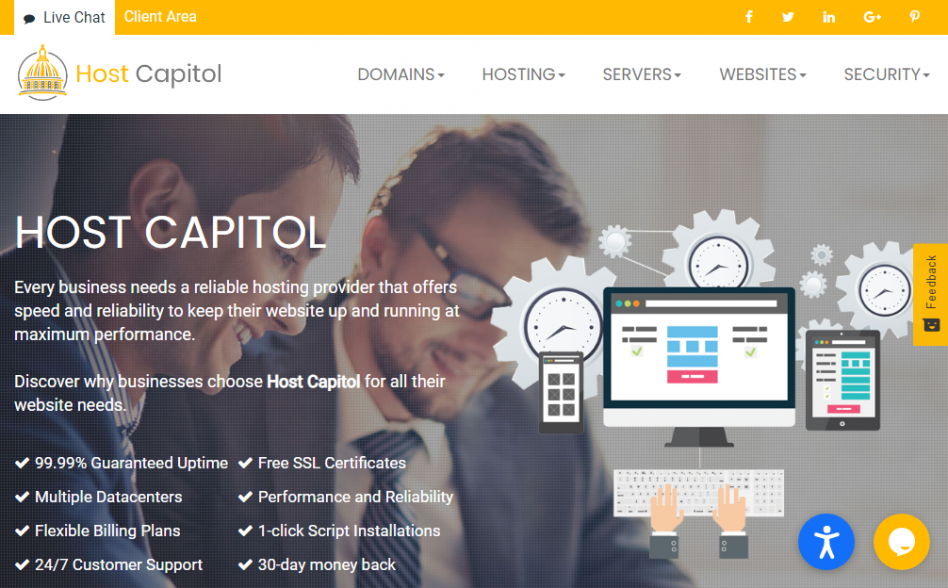 Live Chat
Client Area
Host Capitol
DOMAINS
HOSTING
SERVERS
WEBSITES
SECURITY
HOST CAPITOL
Every business needs a reliable hosting provider that offers
speed and reliability to keep their website up and running at
maximum performance.
Discover why businesses choose Host Capitol for all their
website needs.
99.99% Guaranteed Uptime
Free SSL Certificates
Multiple Datacenters
Performance and Reliability
Flexible Billing Plans
1-click Script Installations
24/7 Customer Support
30-day money back
Feedback